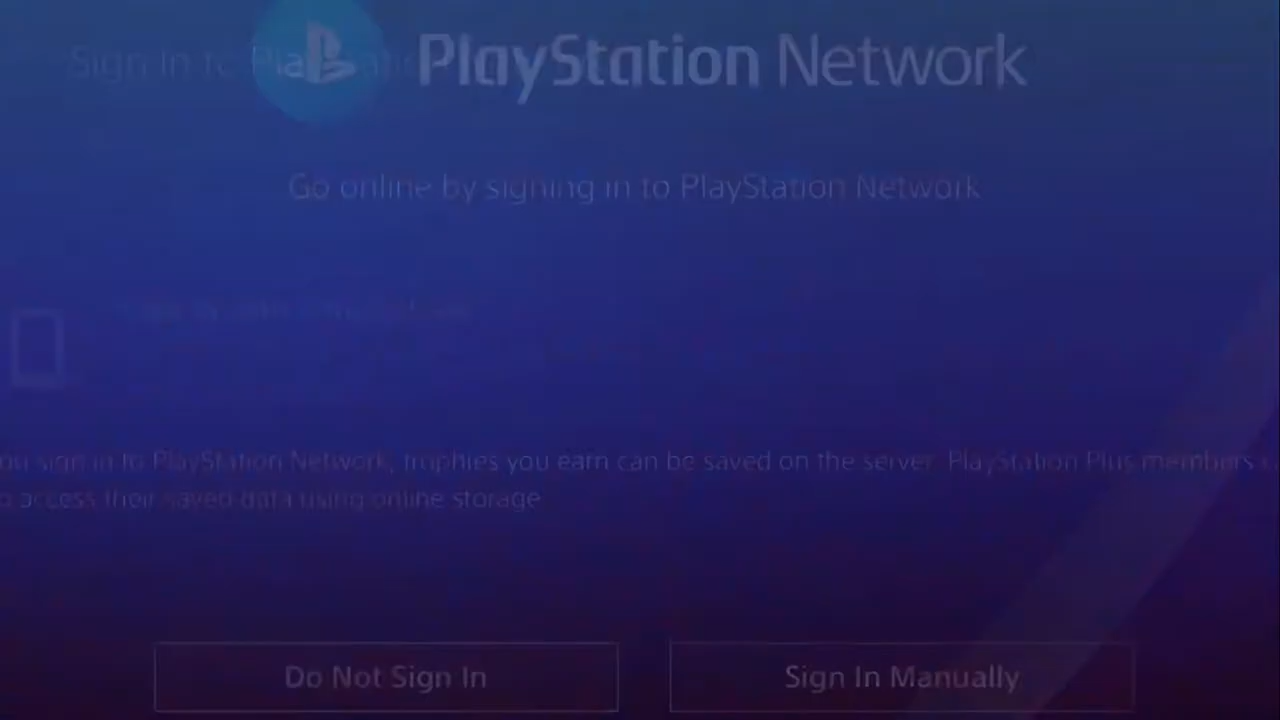 Sign In to PlayStation Network
Go online by signing in to PlayStation Network
ou sign in to PlayStation Network, trophies you earn can be saved on the server. PlayStation Plus members
o access their saved data using online storage
Do Not Sign In
Sign In Manually